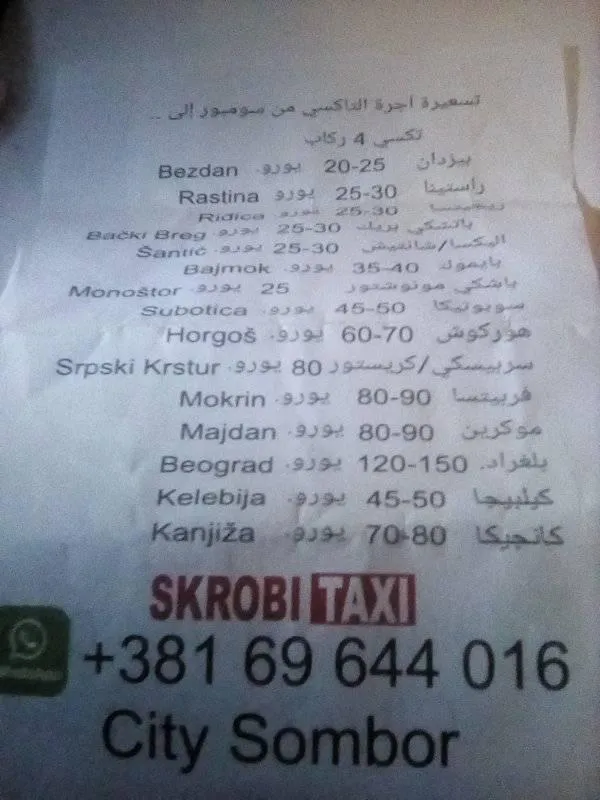 تسعيرة اجرة التاكسي من سومبور إلى ..
تكسي 4 ركاب
بيزدان 20-25 يورو. Bezdan
راستينا 25-30 يورو Rastina
25-30 يورو. Ridica
باتشكي بريك 25-30 يورو. Bački Breg
اليكسا/شانتيش 25-30 يورو. Šantić
بايموك 35-40 يورو. Bajmok
باشكي مونوشتور 25 يورو. Monoštor
سوبوتيكا 45-50 يورو. Subotica
هوركوش 60-70 يورو. Horgoš
سربيسكي/كريستور 80 يورو. Srpski Krstur
فربيتسا 80-90 يورو. Mokrin
موكرين 80-90 يورو. Majdan
بلغراد. 120-150 يورو. Beograd
كيلبيجا 45-50 يورو. Kelebija
كانجيكا 70-80 يورو. Kanjiža
SKROBI TAXI
+381 69 644 016
City Sombor